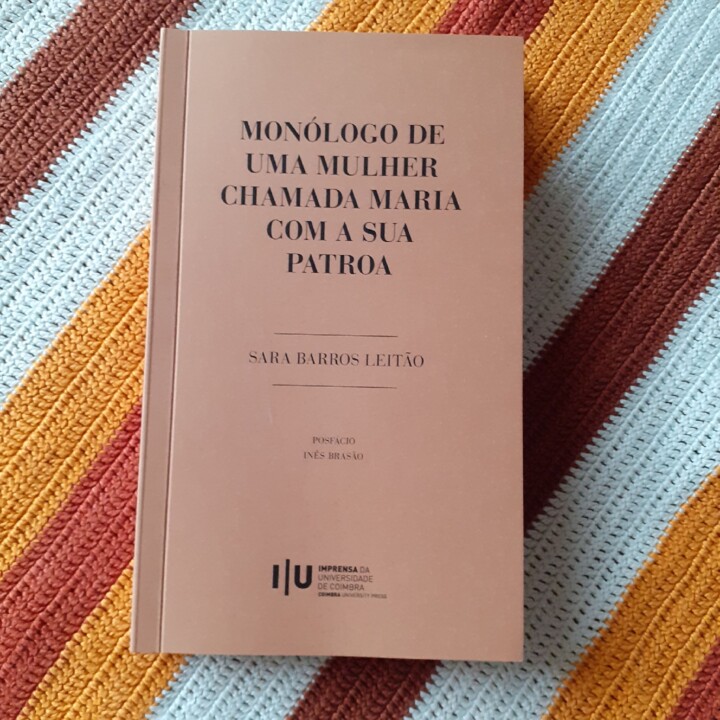 MONÓLOGO DE
UMA MULHER
CHAMADA MARIA
COM A SUA
PATROA
SARA BARROS LEITÃO
POSFÁCIO
INÊS BRASÃO
I|U
IMPRENSA DA
UNIVERSIDADE
DE COIMBRA
COIMBRA UNIVERSITY PRESS